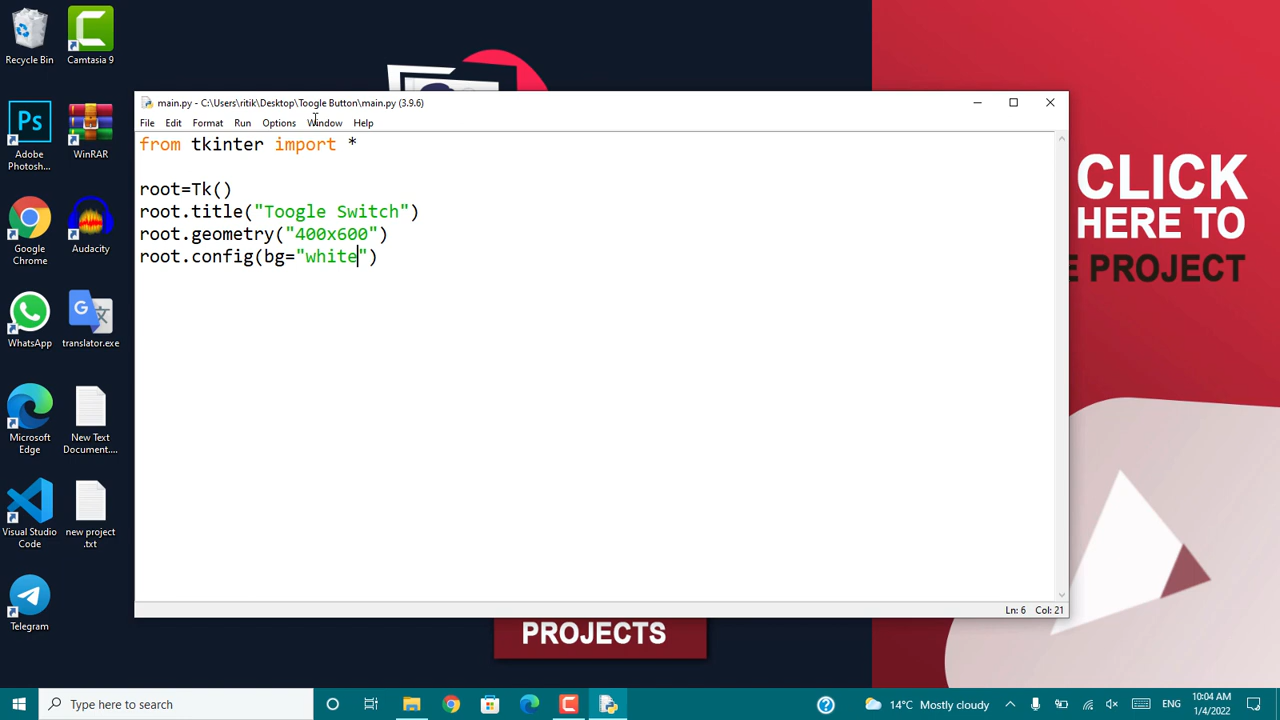 Recycle Bin
Camtasia 9
Ps
Adobe
Photosh...
WinRAR
Google
Chrome
Audacity
WhatsApp
translator.exe
Microsoft
Edge
New Text
Document....
Visual Studio
Code
new project
.txt
Telegram
main.py - C:\Users\ritik\Desktop\Toogle Button\main.py (3.9.6)
File Edit Format Run Options Window Help
from tkinter import *
root=Tk()
root.title("Toogle Switch")
root.geometry("400x600")
root.config(bg="white")
Ln: 6 Col: 21
CLICK
HERE TO
E PROJECT
PROJECTS
Type here to search
14°C Mostly cloudy
ENG
10:04 AM
1/4/2022